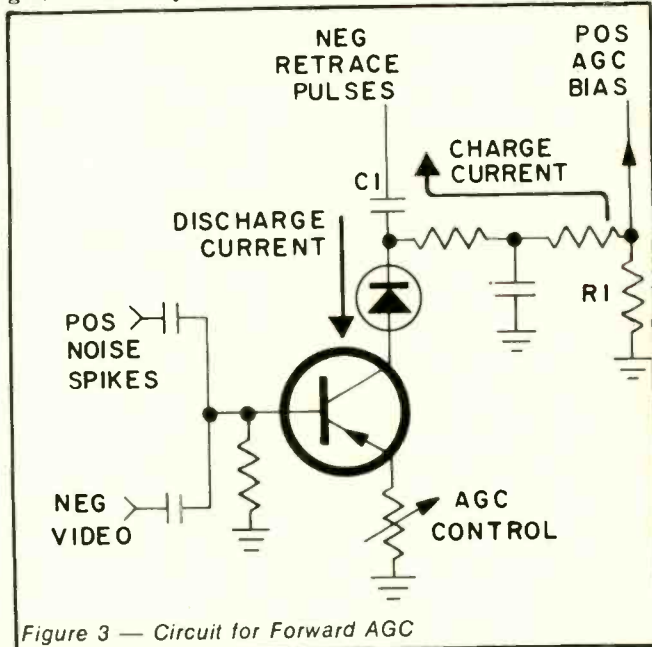 NEG
RETRACE
PULSES
POS
AGC
BIAS
CHARGE
CURRENT
C1
DISCHARGE
CURRENT
R1
POS
NOISE
SPIKES
NEG
VIDEO
AGC
CONTROL
Figure 3 — Circuit for Forward AGC